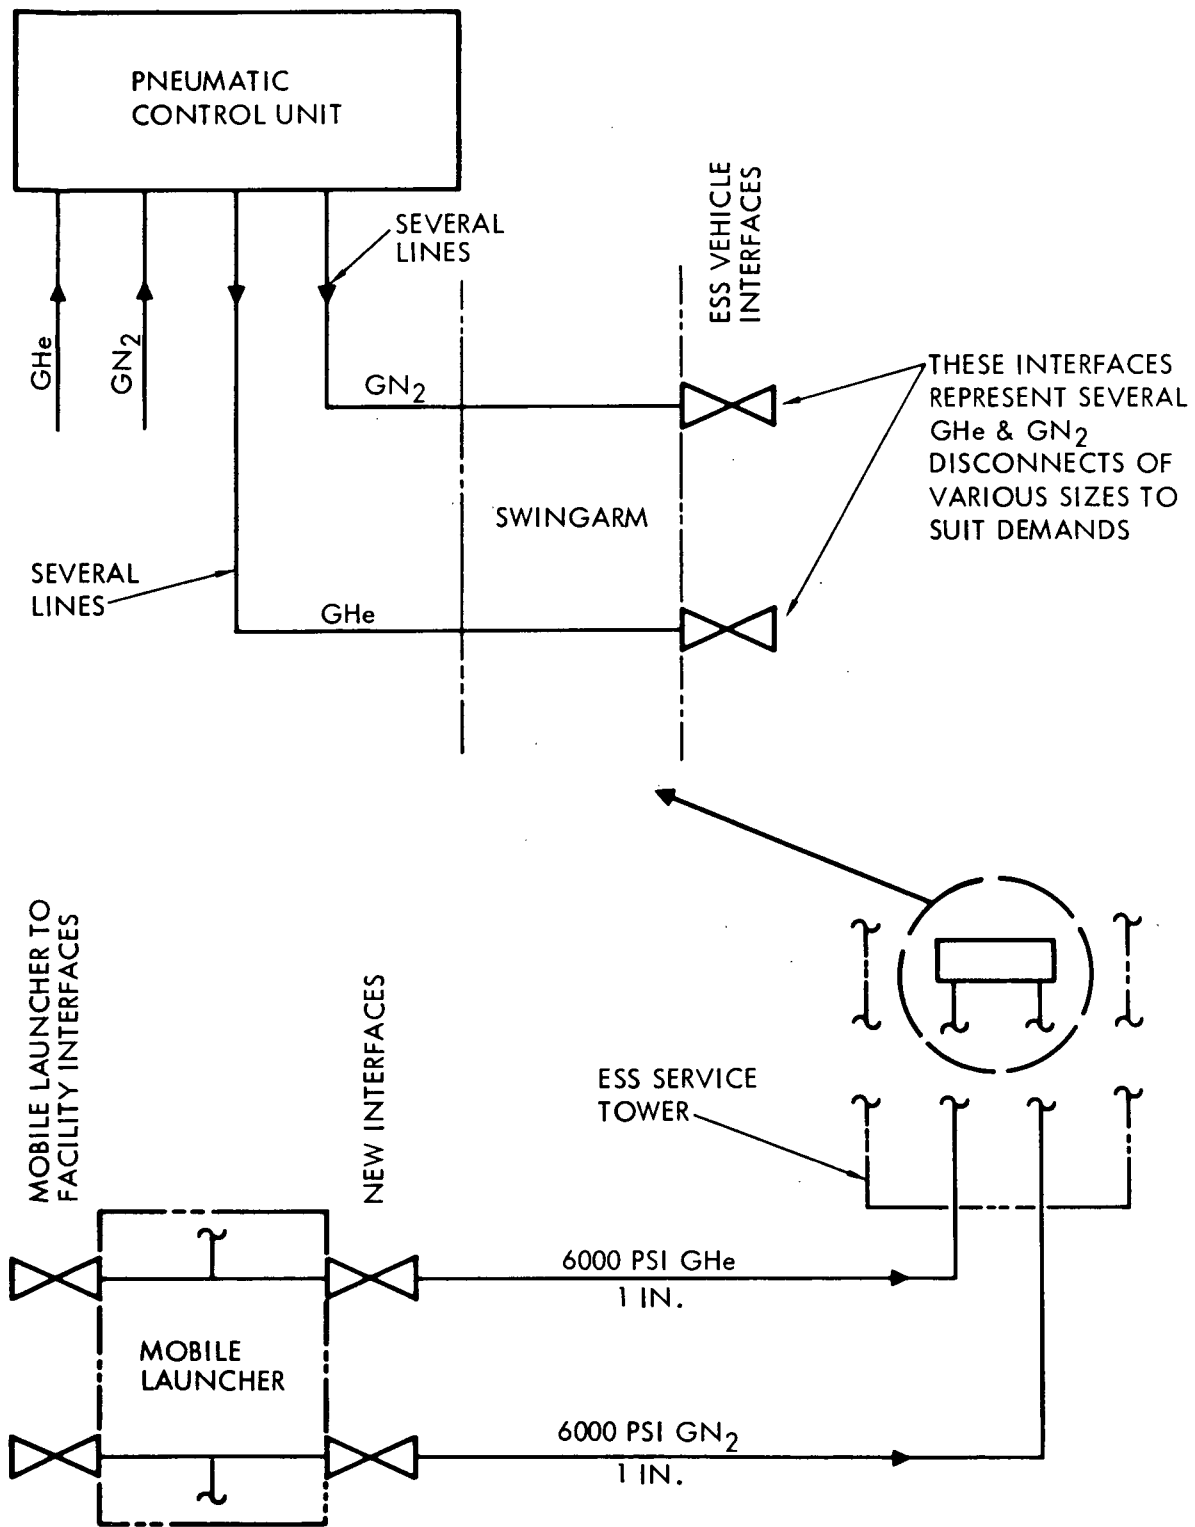 PNEUMATIC
CONTROL UNIT
SEVERAL
LINES
ESS VEHICLE
INTERFACES
GHe
GN2
GN2
THESE INTERFACES
REPRESENT SEVERAL
GHe & GN2
DISCONNECTS OF
VARIOUS SIZES TO
SUIT DEMANDS
SWINGARM
SEVERAL
LINES
GHe
MOBILE LAUNCHER TO
FACILITY INTERFACES
NEW INTERFACES
ESS SERVICE
TOWER
6000 PSI GHe
1 IN.
MOBILE
LAUNCHER
6000 PSI GN2
1 IN.